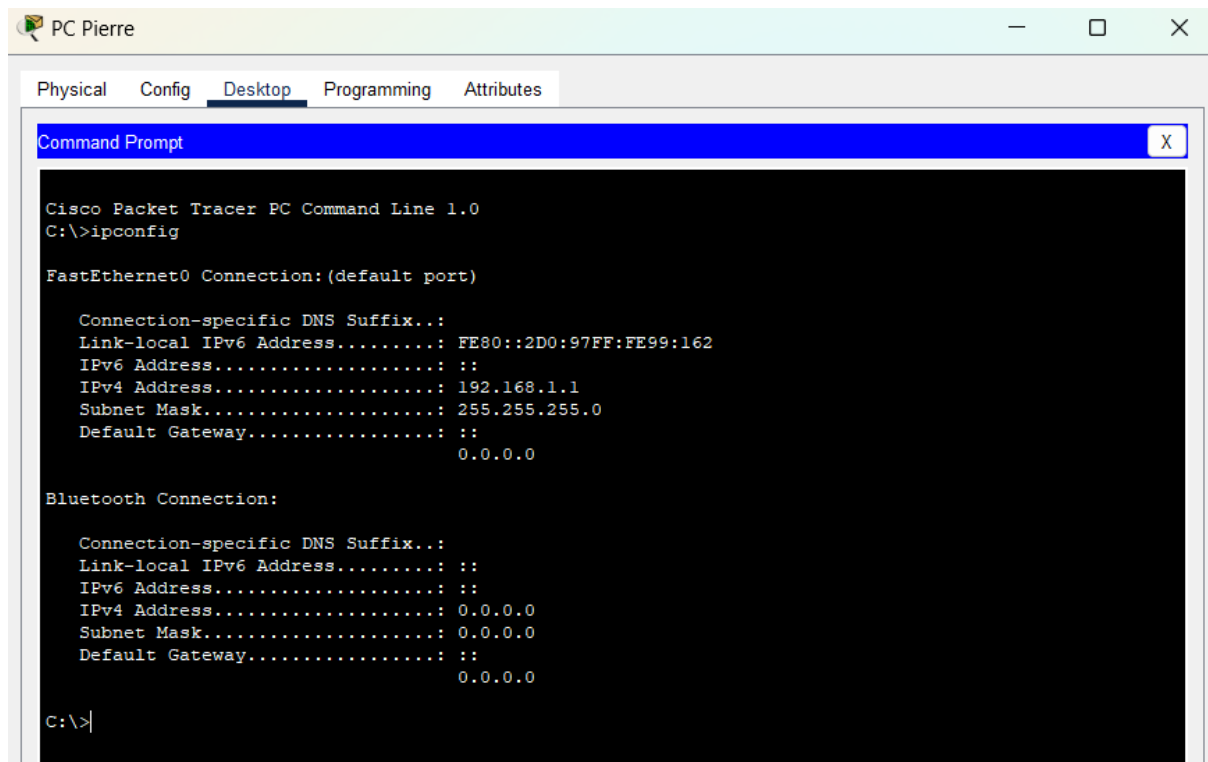 PC Pierre
Physical Config Desktop Programming Attributes
Command Prompt
X
Cisco Packet Tracer PC Command Line 1.0
C:\>ipconfig
FastEthernet0 Connection:(default port)
Connection-specific DNS Suffix..:
Link-local IPv6 Address.........: FE80::2D0:97FF:FE99:162
IPv6 Address....................: ::
IPv4 Address....................: 192.168.1.1
Subnet Mask.....................: 255.255.255.0
Default Gateway.................: ::
0.0.0.0
Bluetooth Connection:
Connection-specific DNS Suffix..:
Link-local IPv6 Address.........: ::
IPv6 Address....................: ::
IPv4 Address....................: 0.0.0.0
Subnet Mask.....................: 0.0.0.0
Default Gateway.................: ::
0.0.0.0
C:\>